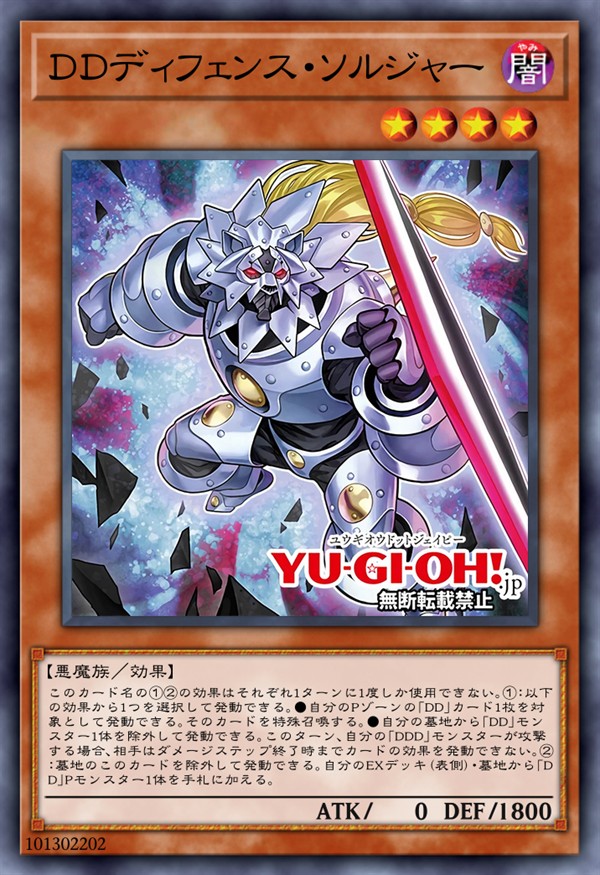 DDディフェンス・ソルジャー
やみ
闇
ユウギオウドットジェイピー
YU-GI-OH!.jp
無断転載禁止
【悪魔族／効果】
このカード名の①②の効果はそれぞれ1ターンに1度しか使用できない。①：以下
の効果から1つを選択して発動できる。●自分のPゾーンの「DD」カード1枚を対
象として発動できる。そのカードを特殊召喚する。●自分の墓地から「DD」モン
スター1体を除外して発動できる。このターン、自分の「DDD」モンスターが攻撃
する場合、相手はダメージステップ終了時までカードの効果を発動できない。②
：墓地のこのカードを除外して発動できる。自分のEXデッキ（表側）・墓地から「D
D」Pモンスター1体を手札に加える。
ATK/ 0 DEF/1800
101302202